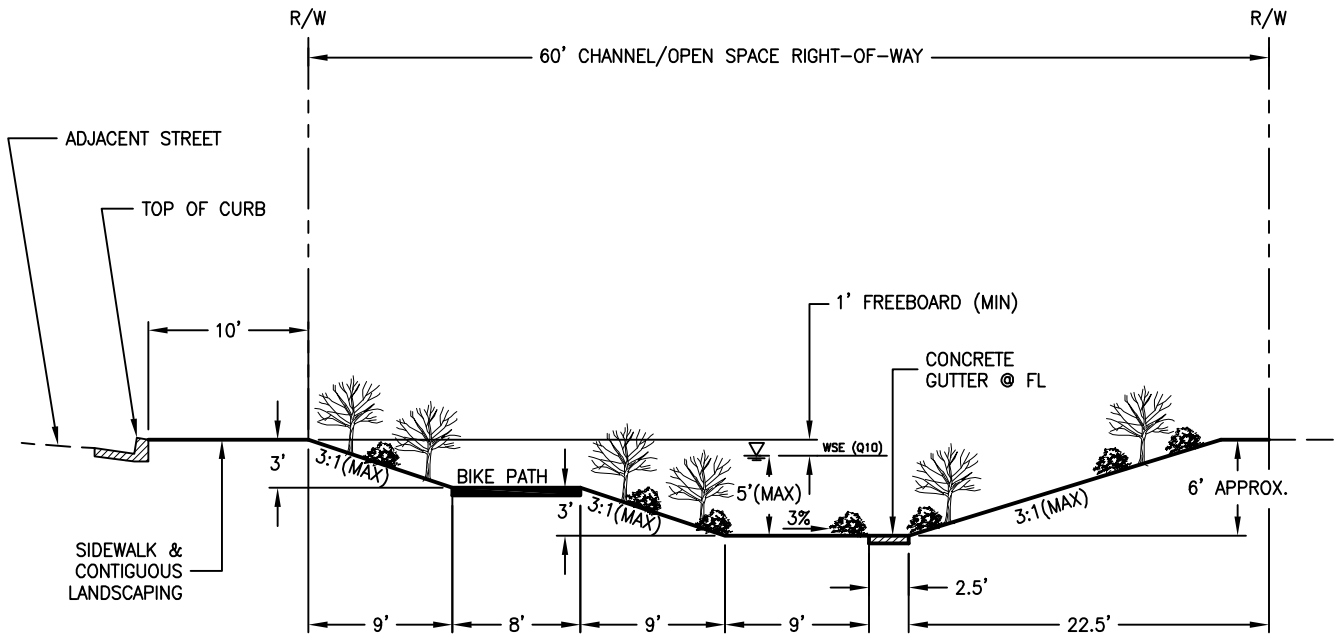 R/W
R/W
60' CHANNEL/OPEN SPACE RIGHT-OF-WAY
ADJACENT STREET
TOP OF CURB
1' FREEBOARD (MIN)
10'
CONCRETE
GUTTER @ FL
WSE (Q10)
3'
3:1(MAX)
BIKE PATH
3'
3:1(MAX)
5'(MAX)
3%
3:1(MAX)
6' APPROX.
SIDEWALK &
CONTIGUOUS
LANDSCAPING
2.5'
9'
8'
9'
9'
22.5'